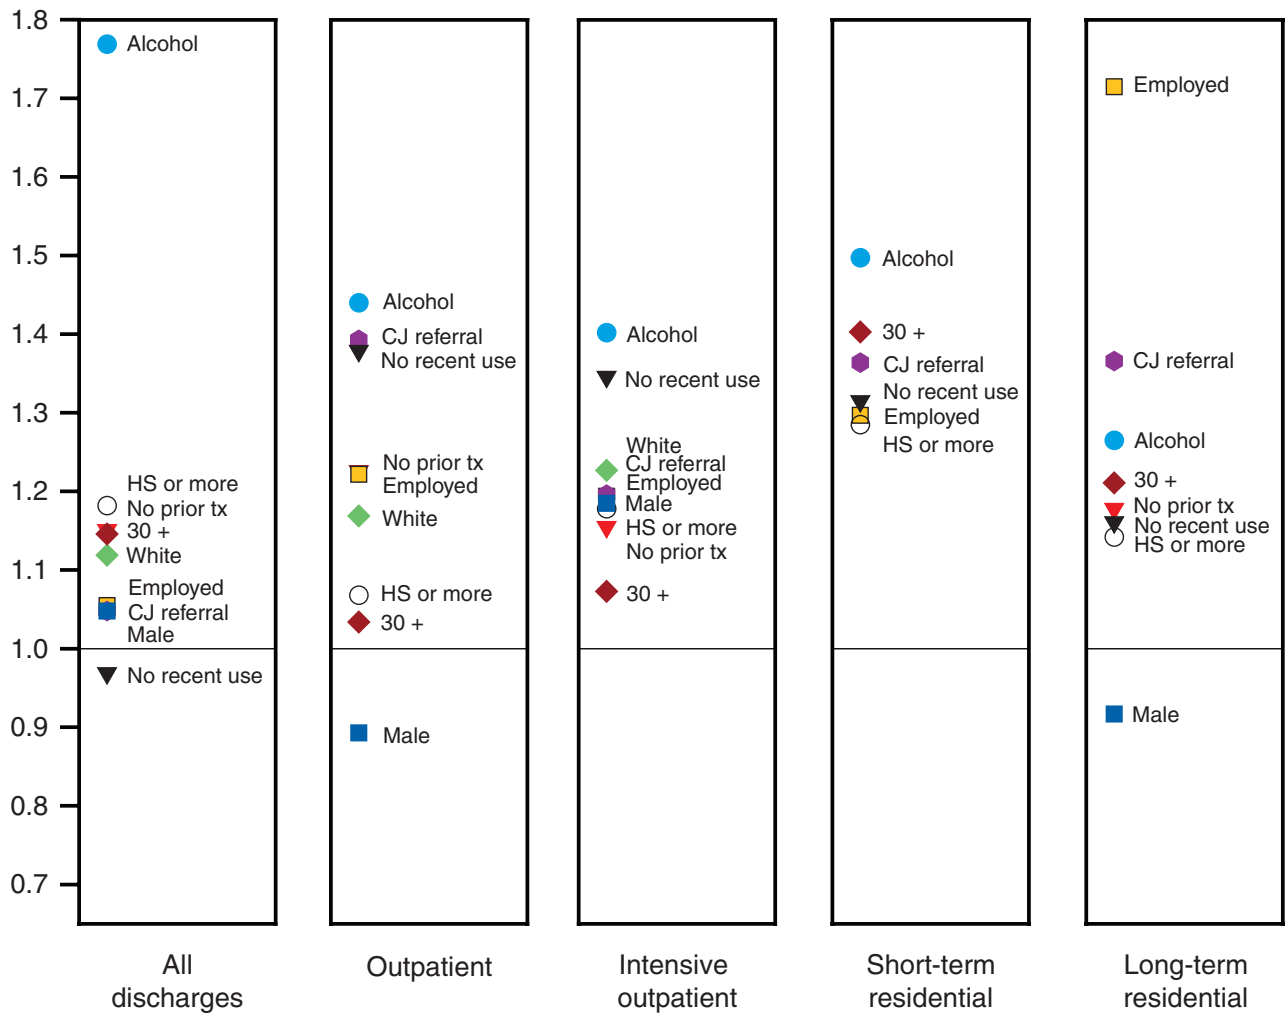 1.8
1.7
1.6
1.5
1.4
1.3
1.2
1.1
1.0
0.9
0.8
0.7
Alcohol
HS or more
No prior tx
30 +
White
Employed
CJ referral
Male
No recent use
All
discharges
Alcohol
CJ referral
No recent use
No prior tx
Employed
White
HS or more
30 +
Male
Outpatient
Alcohol
No recent use
White
CJ referral
Employed
Male
HS or more
No prior tx
30 +
Intensive
outpatient
Alcohol
30 +
CJ referral
No recent use
Employed
HS or more
Short-term
residential
Employed
CJ referral
Alcohol
30 +
No prior tx
No recent use
HS or more
Male
Long-term
residential